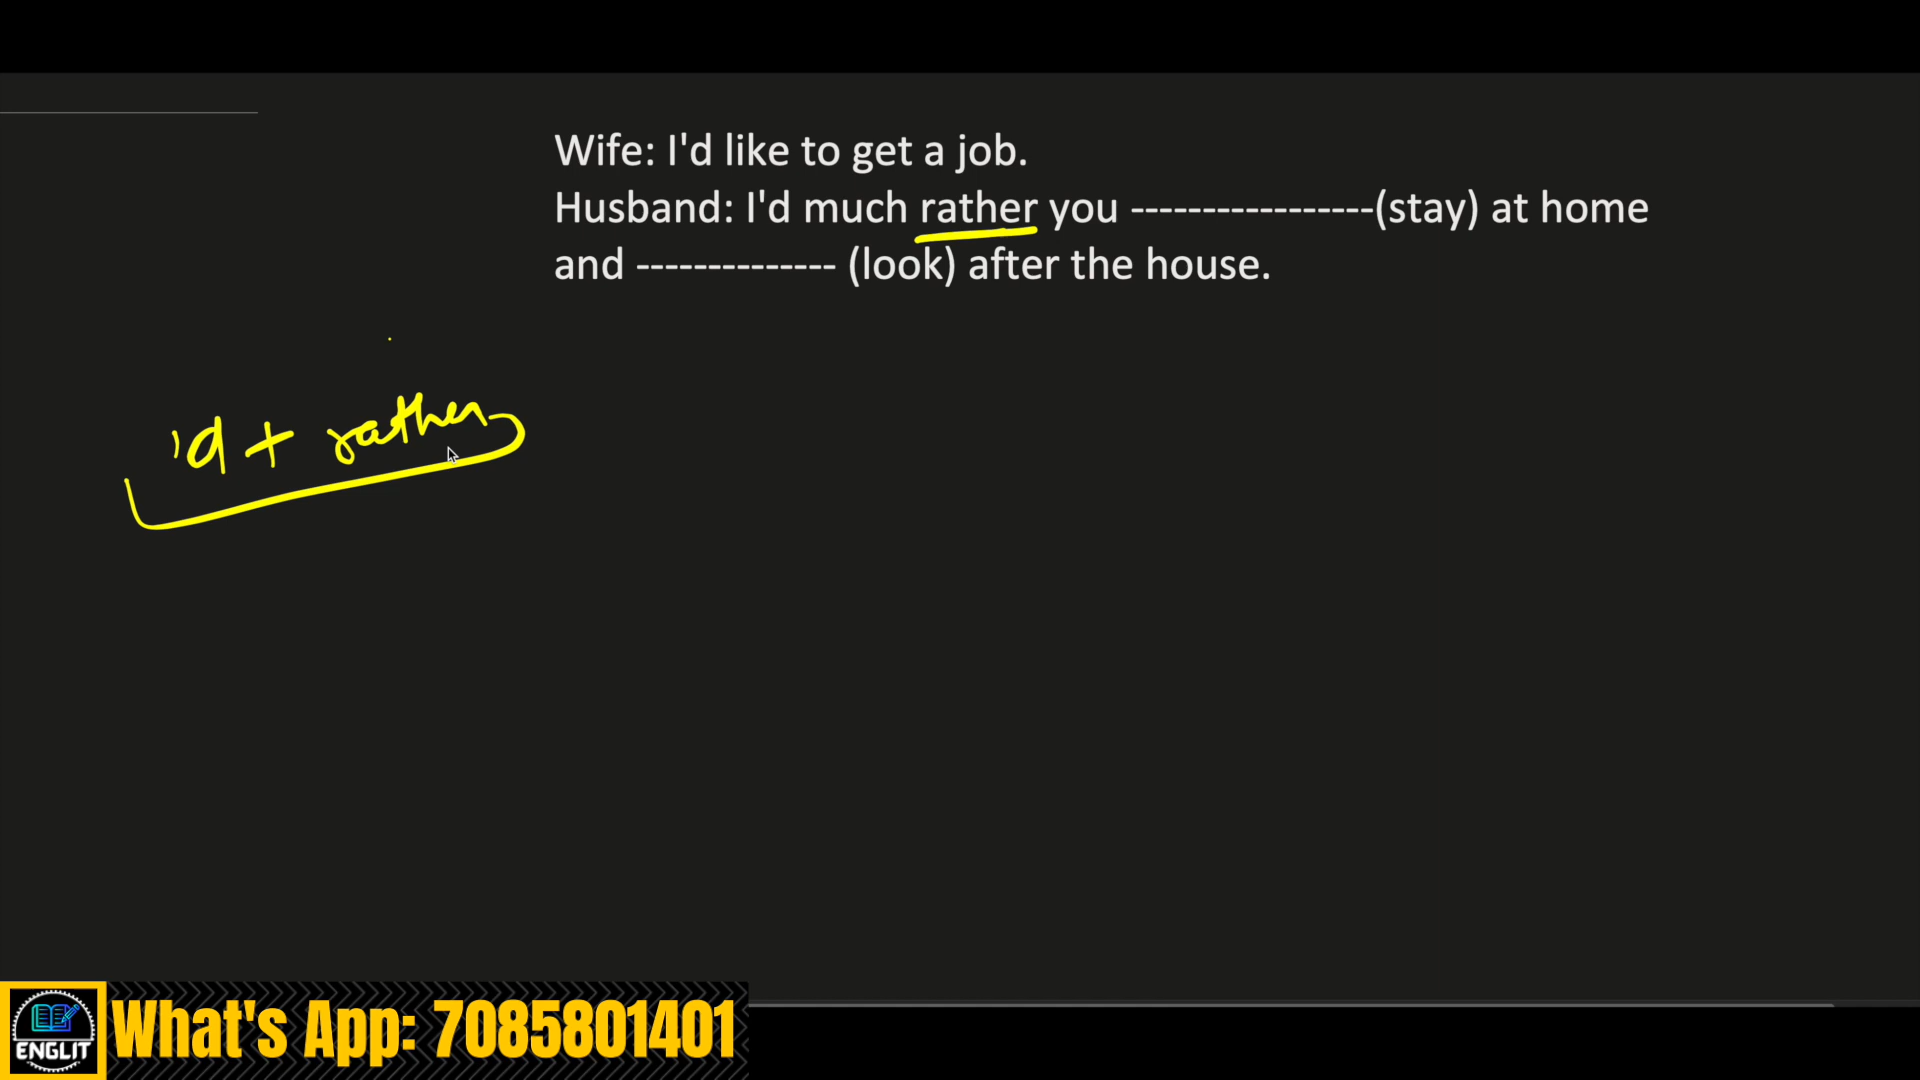 Wife: I'd like to get a job.
Husband: I'd much rather you -----------------(stay) at home
and -------------- (look) after the house.
'd + rather
ENGLIT
What's App: 7085801401